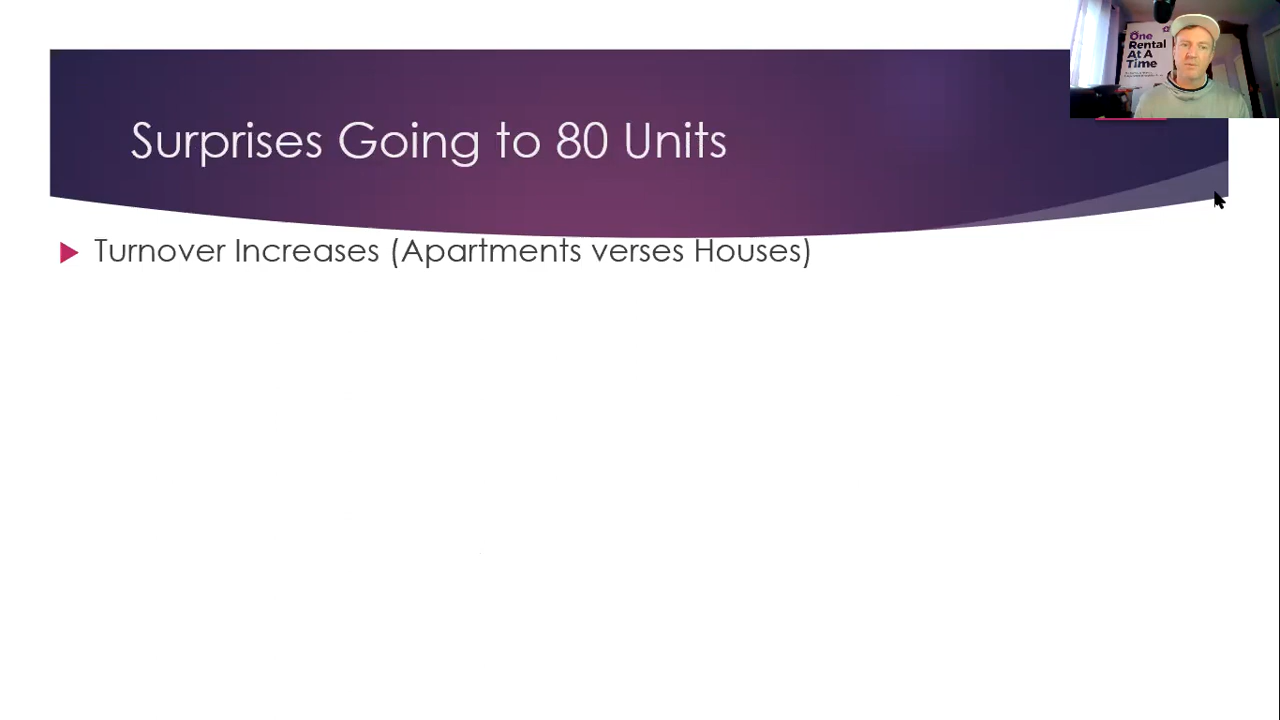 Surprises Going to 80 Units
Turnover Increases (Apartments verses Houses)
One
Rental
At A
Time